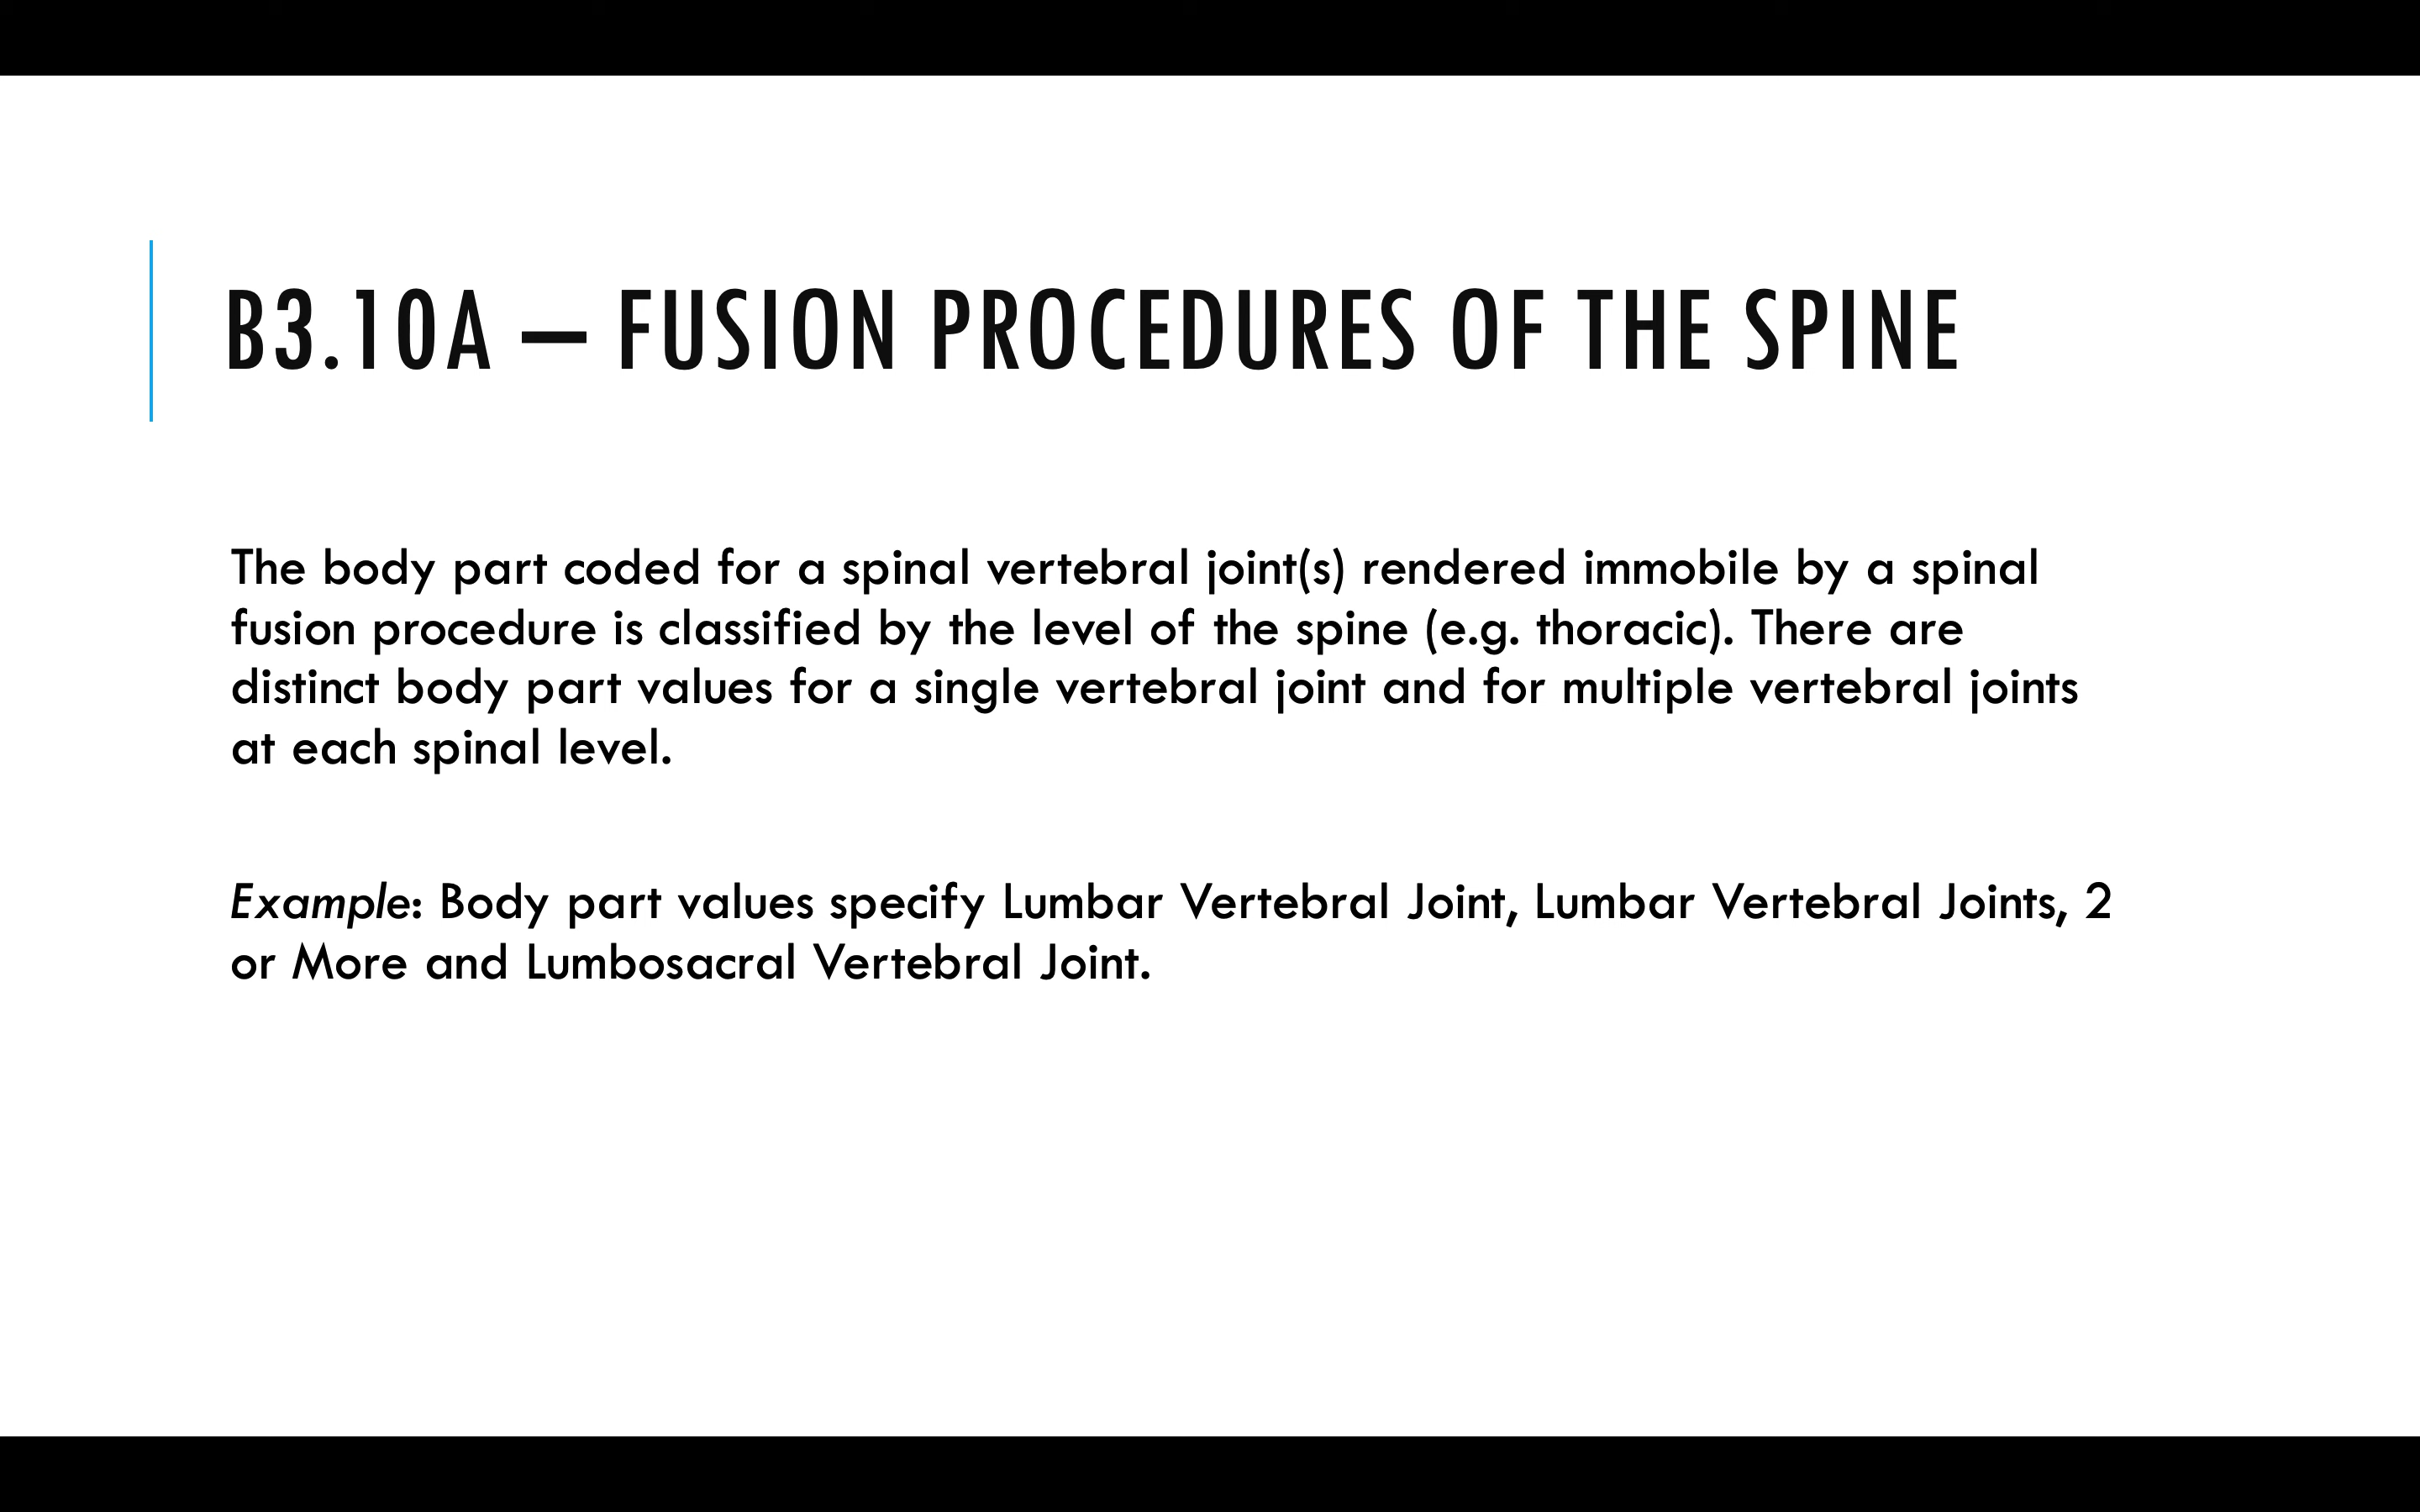 B3.10A – FUSION PROCEDURES OF THE SPINE
The body part coded for a spinal vertebral joint(s) rendered immobile by a spinal
fusion procedure is classified by the level of the spine (e.g. thoracic). There are
distinct body part values for a single vertebral joint and for multiple vertebral joints
at each spinal level.
Example: Body part values specify Lumbar Vertebral Joint, Lumbar Vertebral Joints, 2
or More and Lumbosacral Vertebral Joint.